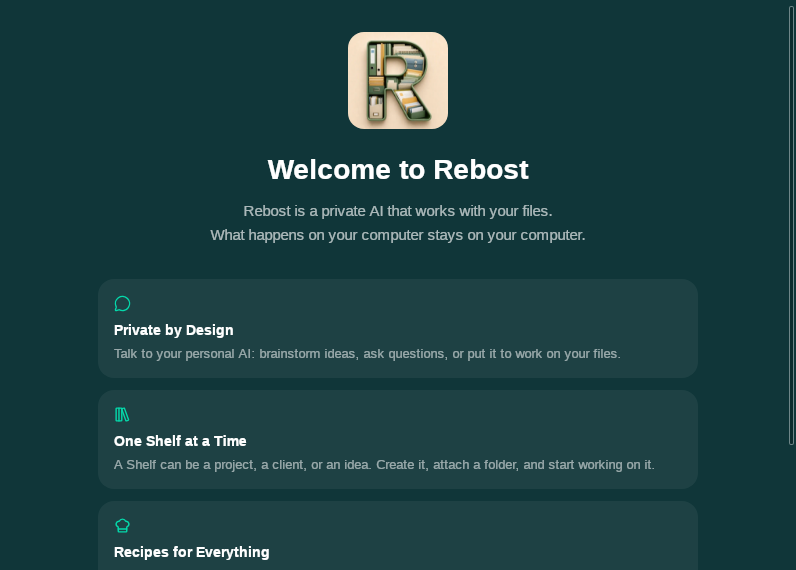 Welcome to Rebost
Rebost is a private AI that works with your files.
What happens on your computer stays on your computer.
Private by Design
Talk to your personal AI: brainstorm ideas, ask questions, or put it to work on your files.
One Shelf at a Time
A Shelf can be a project, a client, or an idea. Create it, attach a folder, and start working on it.
Recipes for Everything